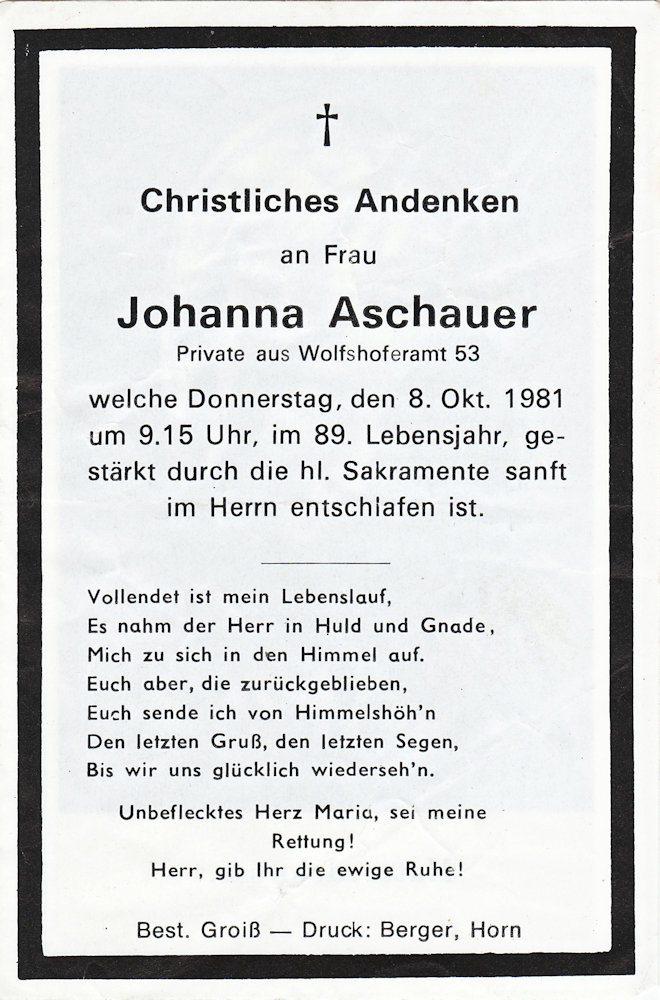 Christliches Andenken
an Frau
Johanna Aschauer
Private aus Wolfshoferamt 53
welche Donnerstag, den 8. Okt. 1981
um 9.15 Uhr, im 89. Lebensjahr, ge-
stärkt durch die hl. Sakramente sanft
im Herrn entschlafen ist.
Vollendet ist mein Lebenslauf,
Es nahm der Herr in Huld und Gnade,
Mich zu sich in den Himmel auf.
Euch aber, die zurückgeblieben,
Euch sende ich von Himmelshöh'n
Den letzten Gruß, den letzten Segen,
Bis wir uns glücklich wiederseh'n.
Unbeflecktes Herz Maria, sei meine
Rettung!
Herr, gib Ihr die ewige Ruhe!
Best. Groiß — Druck: Berger, Horn